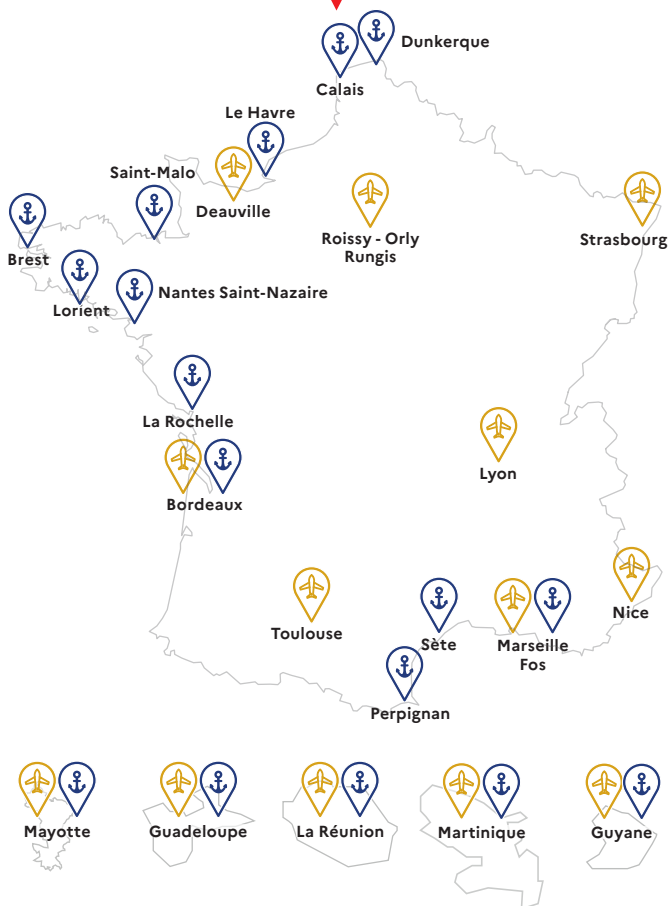 Dunkerque
Calais
Le Havre
Saint-Malo
Deauville
Roissy - Orly
Rungis
Strasbourg
Brest
Lorient
Nantes Saint-Nazaire
La Rochelle
Lyon
Bordeaux
Nice
Toulouse
Sète
Marseille
Fos
Perpignan
Mayotte
Guadeloupe
La Réunion
Martinique
Guyane